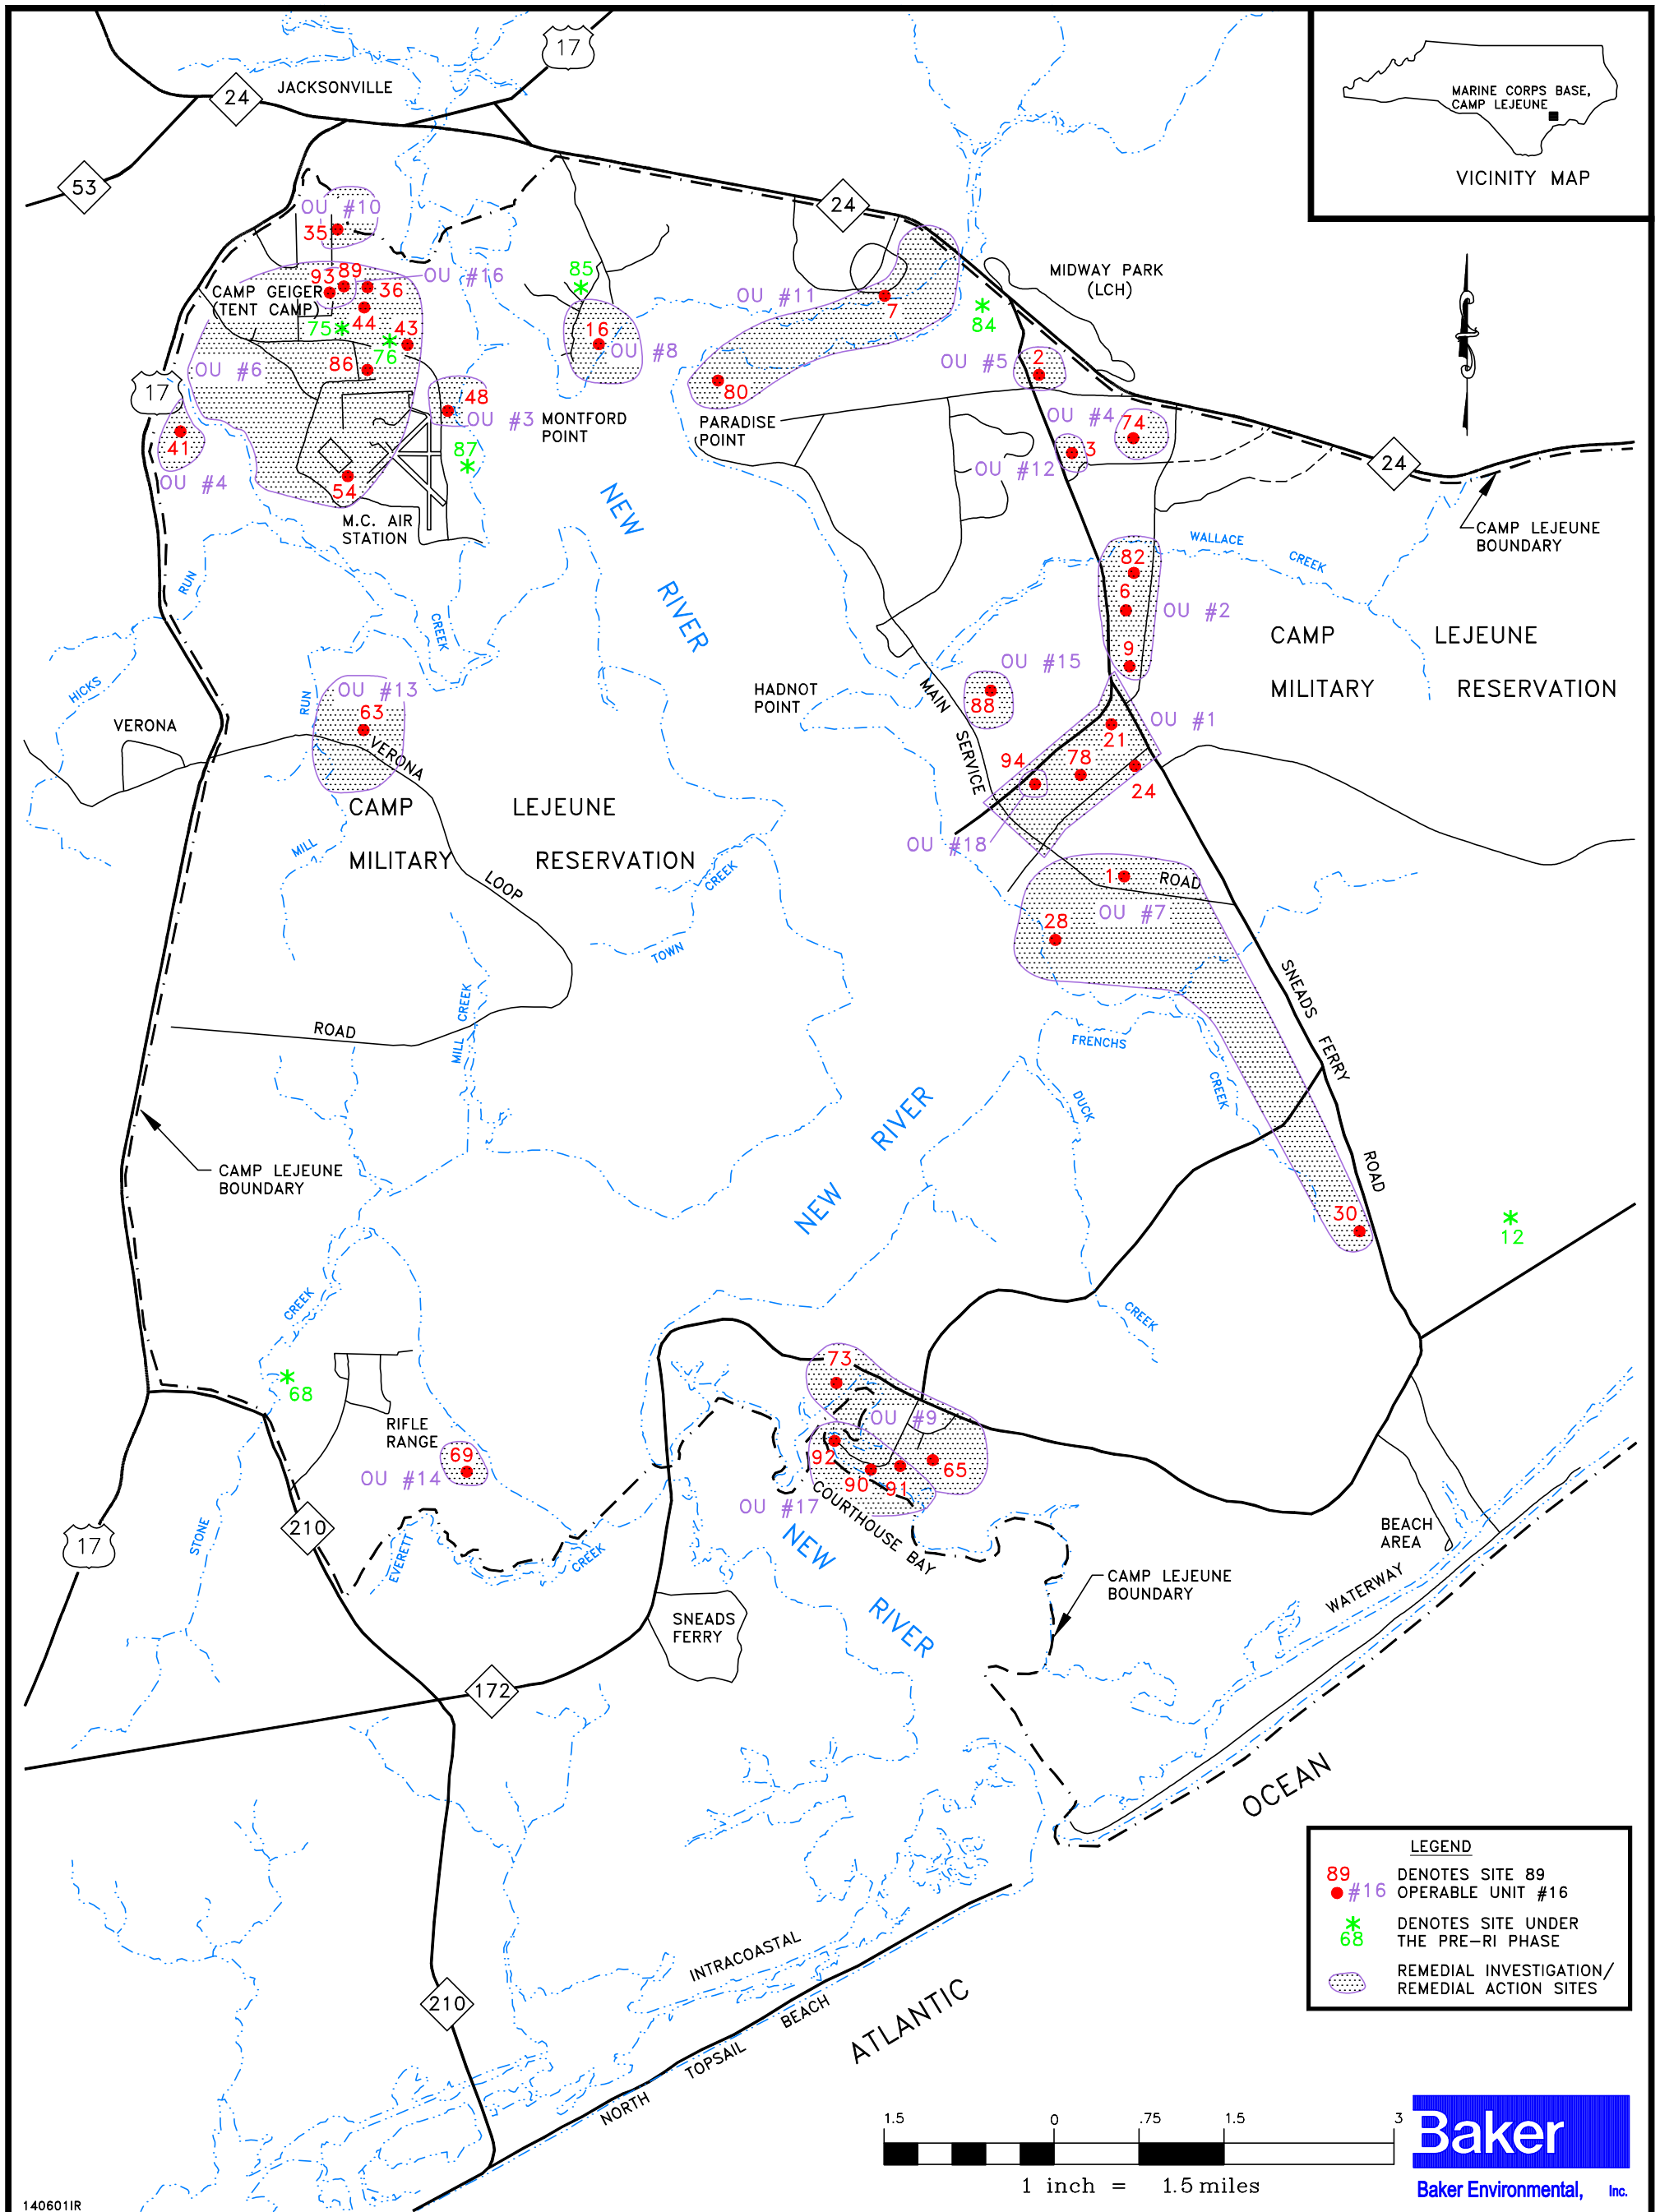 17
24
JACKSONVILLE
53
24
MARINE CORPS BASE,
CAMP LEJEUNE
VICINITY MAP
OU #10
35
93
89
36
OU #16
CAMP GEIGER
(TENT CAMP)
75
44
76
43
86
OU #6
17
41
OU #4
54
M.C. AIR
STATION
48
OU #3
87
85
16
OU #8
MONTFORD
POINT
OU #11
7
80
PARADISE
POINT
84
MIDWAY PARK
(LCH)
OU #5
2
OU #4
74
3
OU #12
24
CAMP LEJEUNE
BOUNDARY
NEW
RIVER
WALLACE
CREEK
82
6
9
OU #2
CAMP LEJEUNE
MILITARY RESERVATION
RUN
CREEK
HICKS
RUN
VERONA
OU #13
63
VERONA
CAMP LEJEUNE
MILITARY RESERVATION
MILL
LOOP
HADNOT
POINT
MAIN
SERVICE
OU #15
88
OU #1
21
94
78
24
OU #18
1
ROAD
OU #7
28
TOWN
CREEK
MILL CREEK
ROAD
SNEADS
FERRY
ROAD
FRENCHS
CREEK
DUCK
CREEK
NEW
RIVER
CAMP LEJEUNE
BOUNDARY
30
12
CREEK
68
RIFLE
RANGE
69
OU #14
210
17
STONE
EVERETT
CREEK
73
OU #9
92
90
91
65
OU #17
COURTHOUSE BAY
NEW
RIVER
SNEADS
FERRY
CAMP LEJEUNE
BOUNDARY
BEACH
AREA
WATERWAY
172
210
OCEAN
ATLANTIC
INTRACOASTAL
NORTH
TOPSAIL
BEACH
LEGEND
89
#16
DENOTES SITE 89
OPERABLE UNIT #16
68
DENOTES SITE UNDER
THE PRE-RI PHASE
REMEDIAL INVESTIGATION/
REMEDIAL ACTION SITES
1.5 0 .75 1.5 3
1 inch = 1.5 miles
Baker
Baker Environmental, Inc.
140601IR